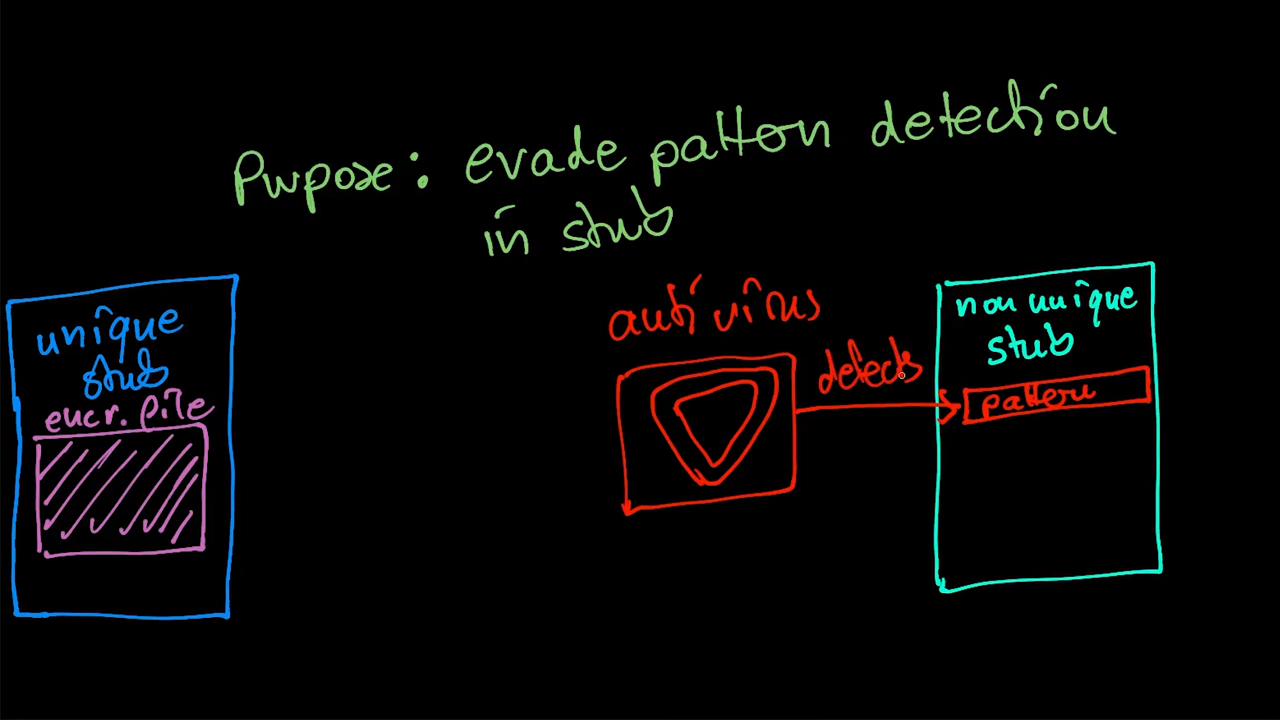 Purpose: evade pattern detection
in stub
unique
stub
encr. file
antivirus
detects
non unique
stub
pattern